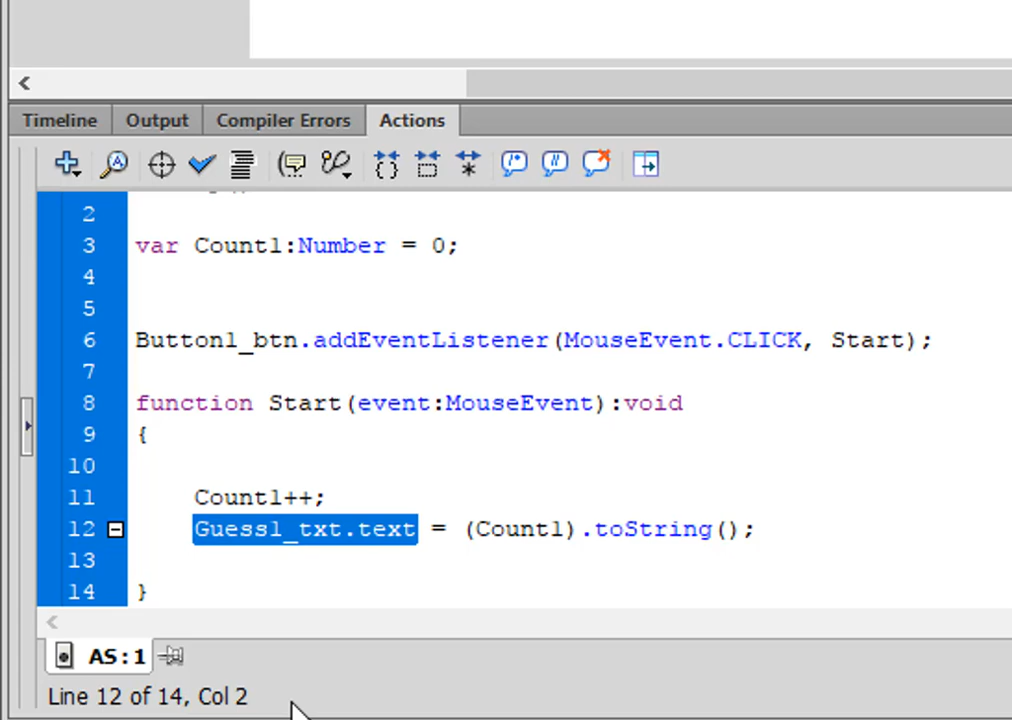 Timeline Output Compiler Errors Actions
2
3 var Count1:Number = 0;
4
5
6 Button1_btn.addEventListener(MouseEvent.CLICK, Start);
7
8 function Start(event:MouseEvent):void
9 {
10
11 Count1++;
12 Guess1_txt.text = (Count1).toString();
13
14 }
AS:1
Line 12 of 14, Col 2